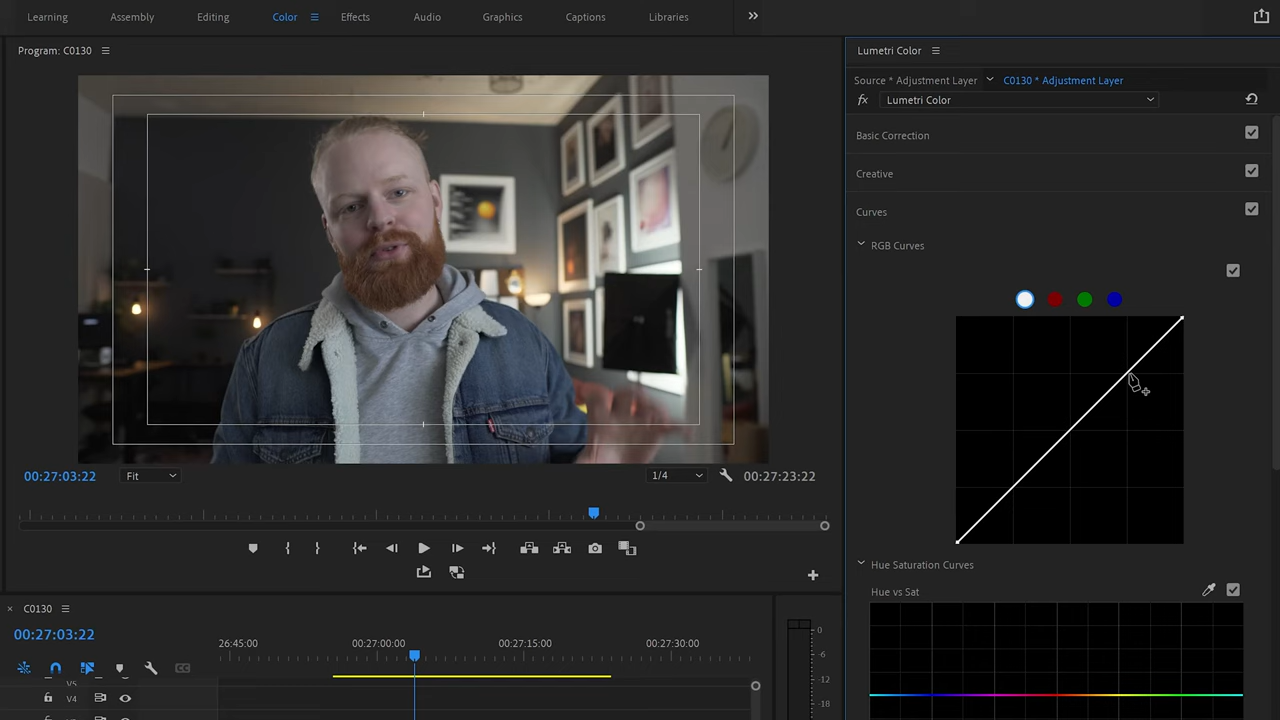 Learning Assembly Editing Color Effects Audio Graphics Captions Libraries
Program: C0130
Lumetri Color
Source * Adjustment Layer C0130 * Adjustment Layer
fx Lumetri Color
Basic Correction
Creative
Curves
RGB Curves
00:27:03:22 Fit 1/4 00:27:23:22
Hue Saturation Curves
Hue vs Sat
× C0130
00:27:03:22
26:45:00 00:27:00:00 00:27:15:00 00:27:30:00
0
-6
-12
-18
V5
V4